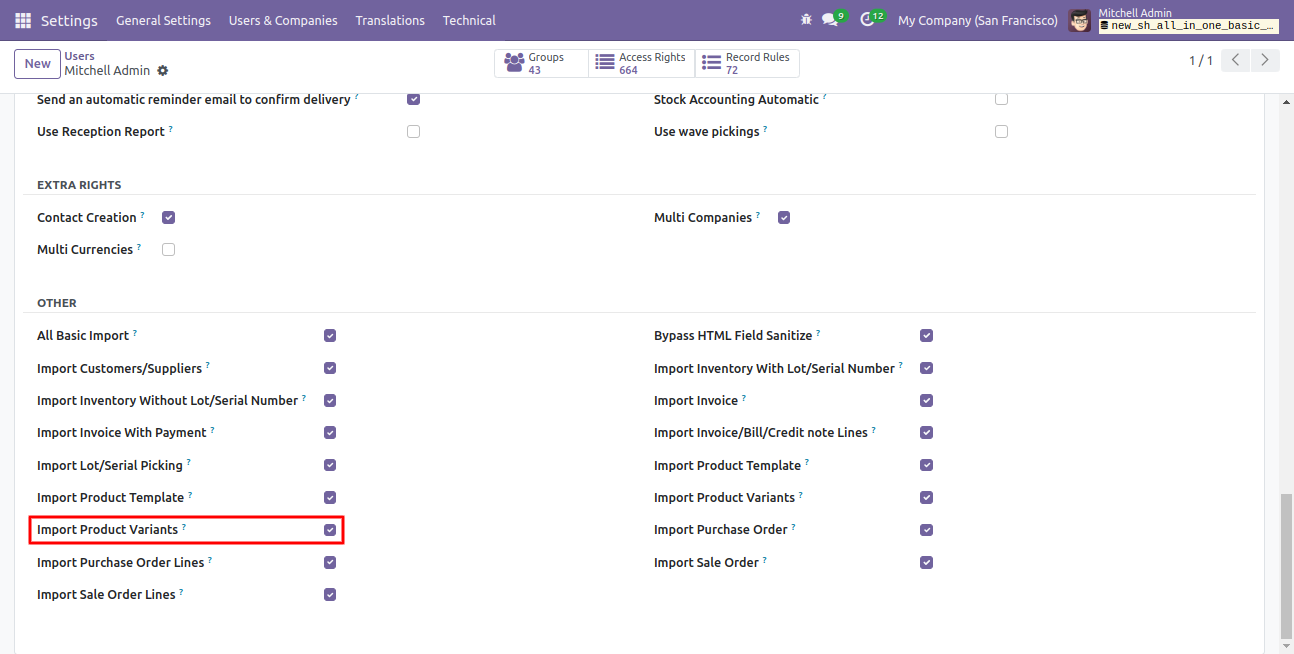 Settings General Settings Users & Companies Translations Technical 9 12 My Company (San Francisco) Mitchell Admin
new_sh_all_in_one_basic_...
New Users Groups Access Rights Record Rules
Mitchell Admin 43 664 72 1 / 1
Send an automatic reminder email to confirm delivery ? Stock Accounting Automatic ?
Use Reception Report ? Use wave pickings ?
EXTRA RIGHTS
Contact Creation ? Multi Companies ?
Multi Currencies ?
OTHER
All Basic Import ? Bypass HTML Field Sanitize ?
Import Customers/Suppliers ? Import Inventory With Lot/Serial Number ?
Import Inventory Without Lot/Serial Number ? Import Invoice ?
Import Invoice With Payment ? Import Invoice/Bill/Credit note Lines ?
Import Lot/Serial Picking ? Import Product Template ?
Import Product Template ? Import Product Variants ?
Import Product Variants ? Import Purchase Order ?
Import Purchase Order Lines ? Import Sale Order ?
Import Sale Order Lines ?